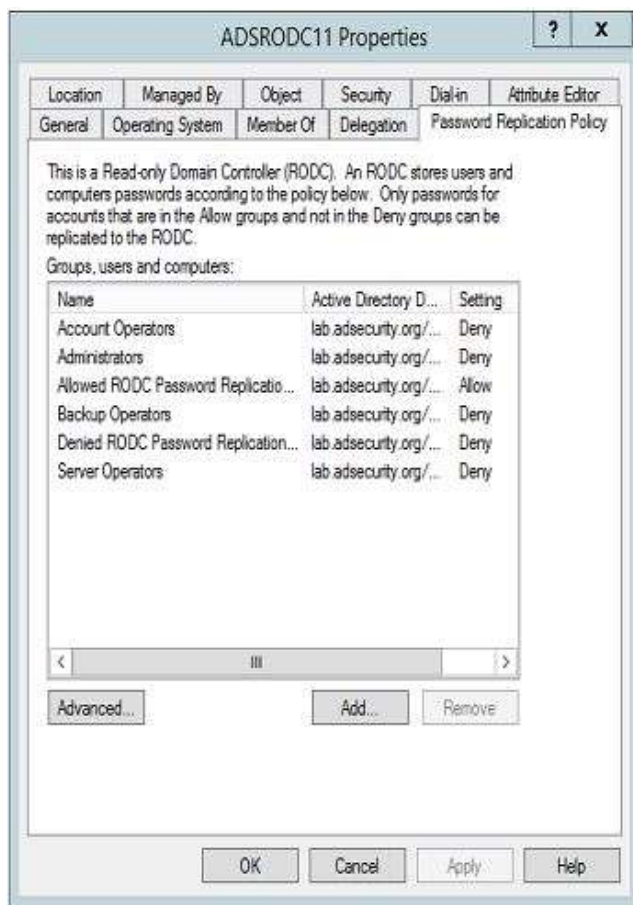 ADSRODC11 Properties
? X
Location Managed By Object Security Dial-in Attribute Editor
General Operating System Member Of Delegation Password Replication Policy
This is a Read-only Domain Controller (RODC). An RODC stores users and
computers passwords according to the policy below. Only passwords for
accounts that are in the Allow groups and not in the Deny groups can be
replicated to the RODC.
Groups, users and computers:
Name Active Directory D... Setting
Account Operators lab.adsecurity.org/... Deny
Administrators lab.adsecurity.org/... Deny
Allowed RODC Password Replicatio... lab.adsecurity.org/... Allow
Backup Operators lab.adsecurity.org/... Deny
Denied RODC Password Replication... lab.adsecurity.org/... Deny
Server Operators lab.adsecurity.org/... Deny
Advanced... Add... Remove
OK Cancel Apply Help